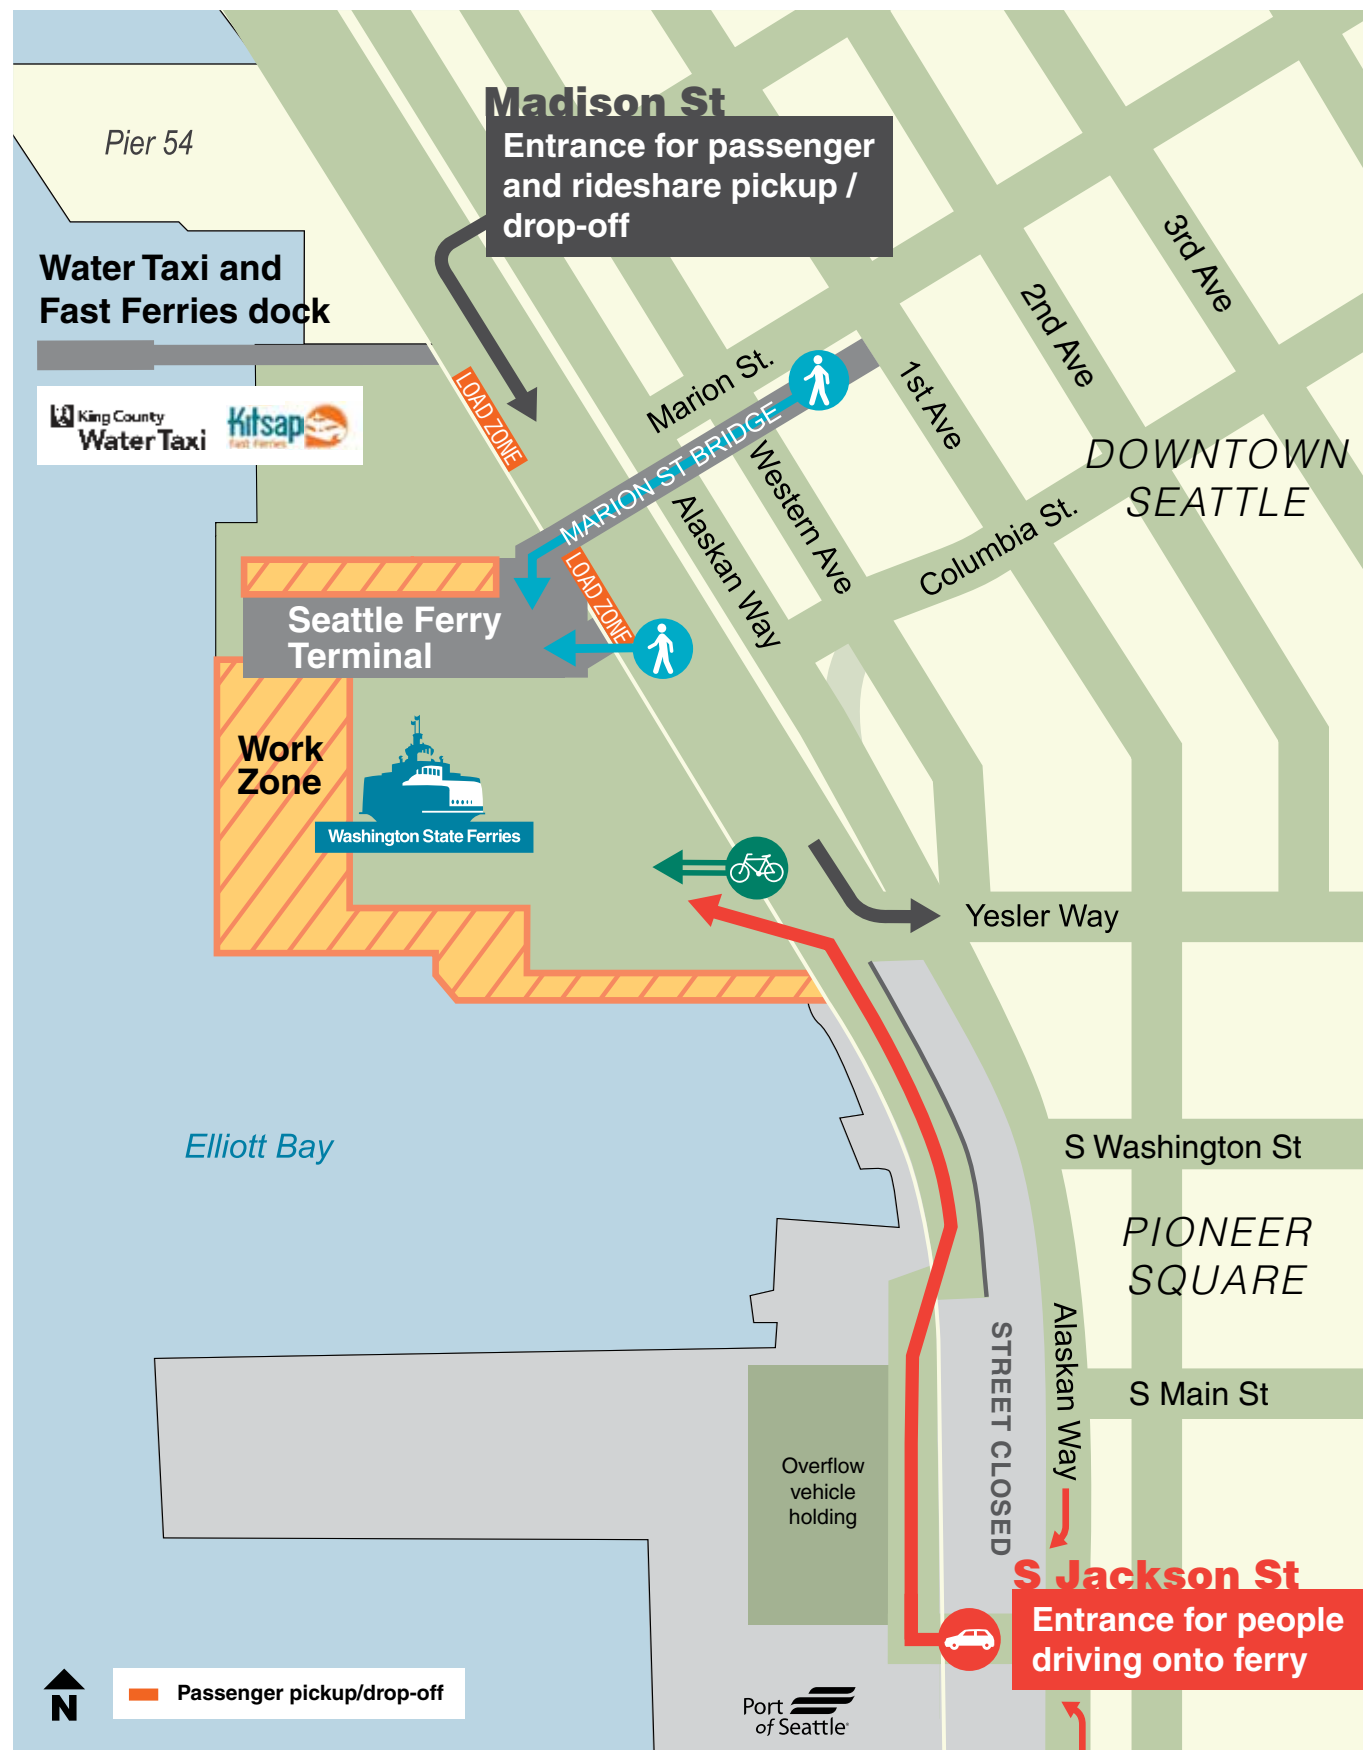 Madison St
Entrance for passenger
and rideshare pickup /
drop-off
Pier 54
Water Taxi and
Fast Ferries dock
King County
Water Taxi
Kitsap
fast ferries
LOAD ZONE
Marion St.
MARION ST BRIDGE
1st Ave
2nd Ave
3rd Ave
Western Ave
Alaskan Way
Columbia St.
DOWNTOWN
SEATTLE
LOAD ZONE
Seattle Ferry
Terminal
Work
Zone
Washington State Ferries
Yesler Way
Elliott Bay
S Washington St
PIONEER
SQUARE
Alaskan Way
STREET CLOSED
S Main St
Overflow
vehicle
holding
S Jackson St
Entrance for people
driving onto ferry
N
Passenger pickup/drop-off
Port
of Seattle